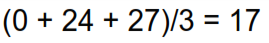 (0 + 24 + 27)/3 = 17